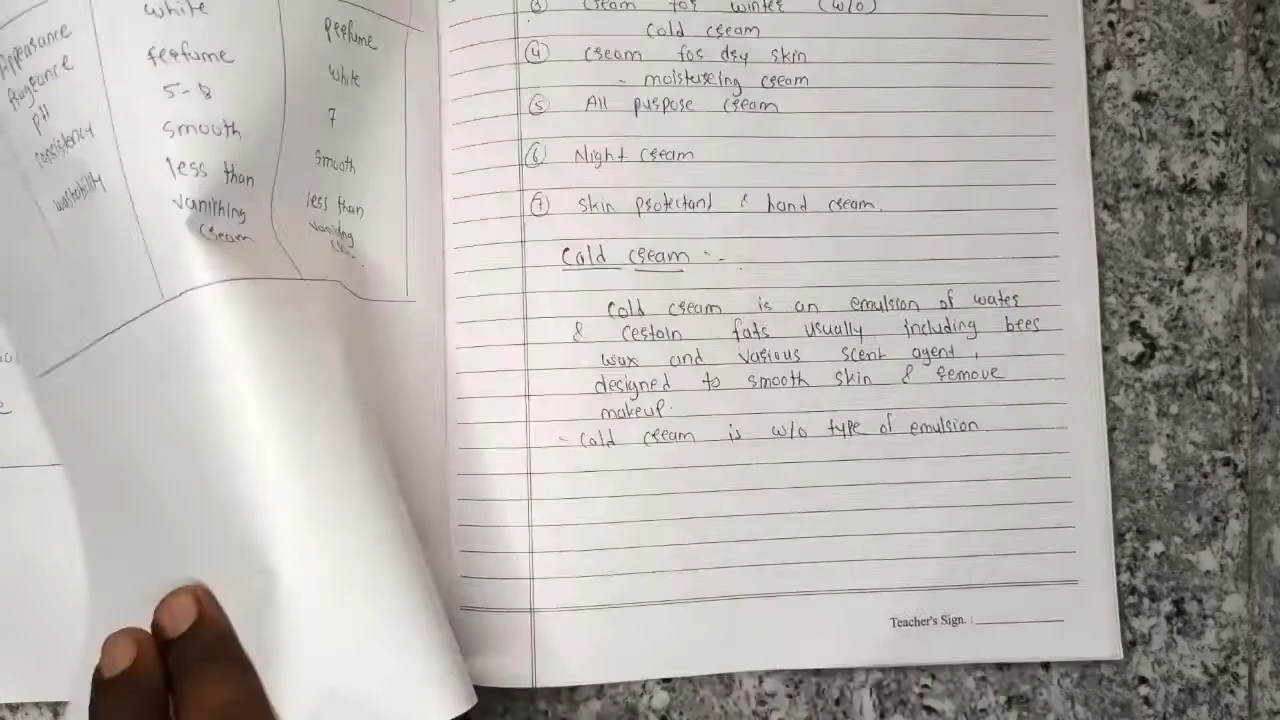 Appearance white perfume
fragrance perfume white
pH 5-8 7
consistency smooth smooth
washability less than less than
vanishing
cream
③ cream for winter (w/o)
cold cream
④ cream for dry skin
- moistureing cream
⑤ All purpose cream
⑥ Night cream
⑦ skin protectant & hand cream.
Cold cream :-
Cold cream is an emulsion of water
& certain fats usually including bees
wax and various scent agent,
designed to smooth skin & remove
makeup.
- Cold cream is w/o type of emulsion
Teacher's Sign. :